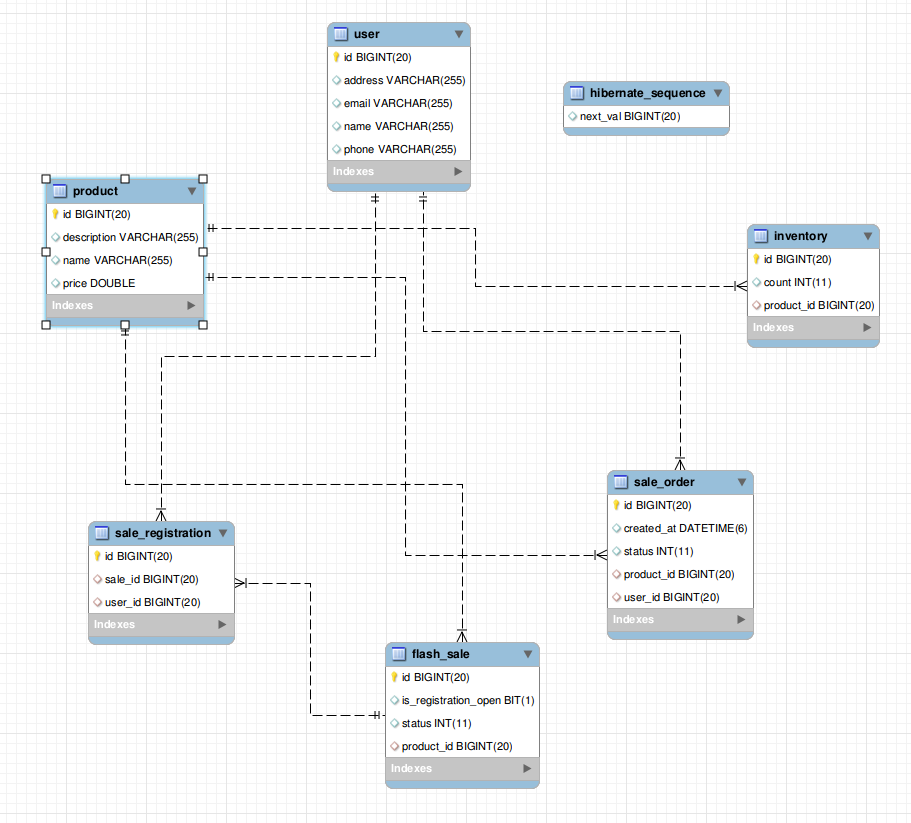 user
id BIGINT(20)
address VARCHAR(255)
email VARCHAR(255)
name VARCHAR(255)
phone VARCHAR(255)
Indexes
hibernate_sequence
next_val BIGINT(20)
product
id BIGINT(20)
description VARCHAR(255)
name VARCHAR(255)
price DOUBLE
Indexes
inventory
id BIGINT(20)
count INT(11)
product_id BIGINT(20)
Indexes
sale_order
id BIGINT(20)
created_at DATETIME(6)
status INT(11)
product_id BIGINT(20)
user_id BIGINT(20)
Indexes
sale_registration
id BIGINT(20)
sale_id BIGINT(20)
user_id BIGINT(20)
Indexes
flash_sale
id BIGINT(20)
is_registration_open BIT(1)
status INT(11)
product_id BIGINT(20)
Indexes